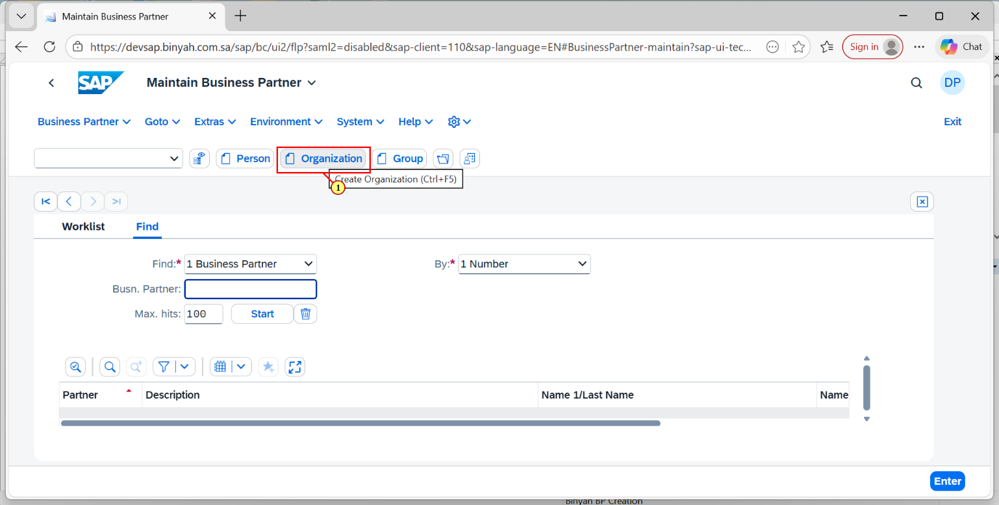 Maintain Business Partner
https://devsap.binyah.com.sa/sap/bc/ui2/flp?saml2=disabled&sap-client=110&sap-language=EN#BusinessPartner-maintain?sap-ui-tec...
Sign in
Chat
SAP
Maintain Business Partner
DP
Business Partner
Goto
Extras
Environment
System
Help
Exit
Person
Organization
Group
Create Organization (Ctrl+F5)
1
Worklist
Find
Find:* 1 Business Partner
By:* 1 Number
Busn. Partner:
Max. hits: 100
Start
Partner
Description
Name 1/Last Name
Name
Enter
Binyan BP Creation